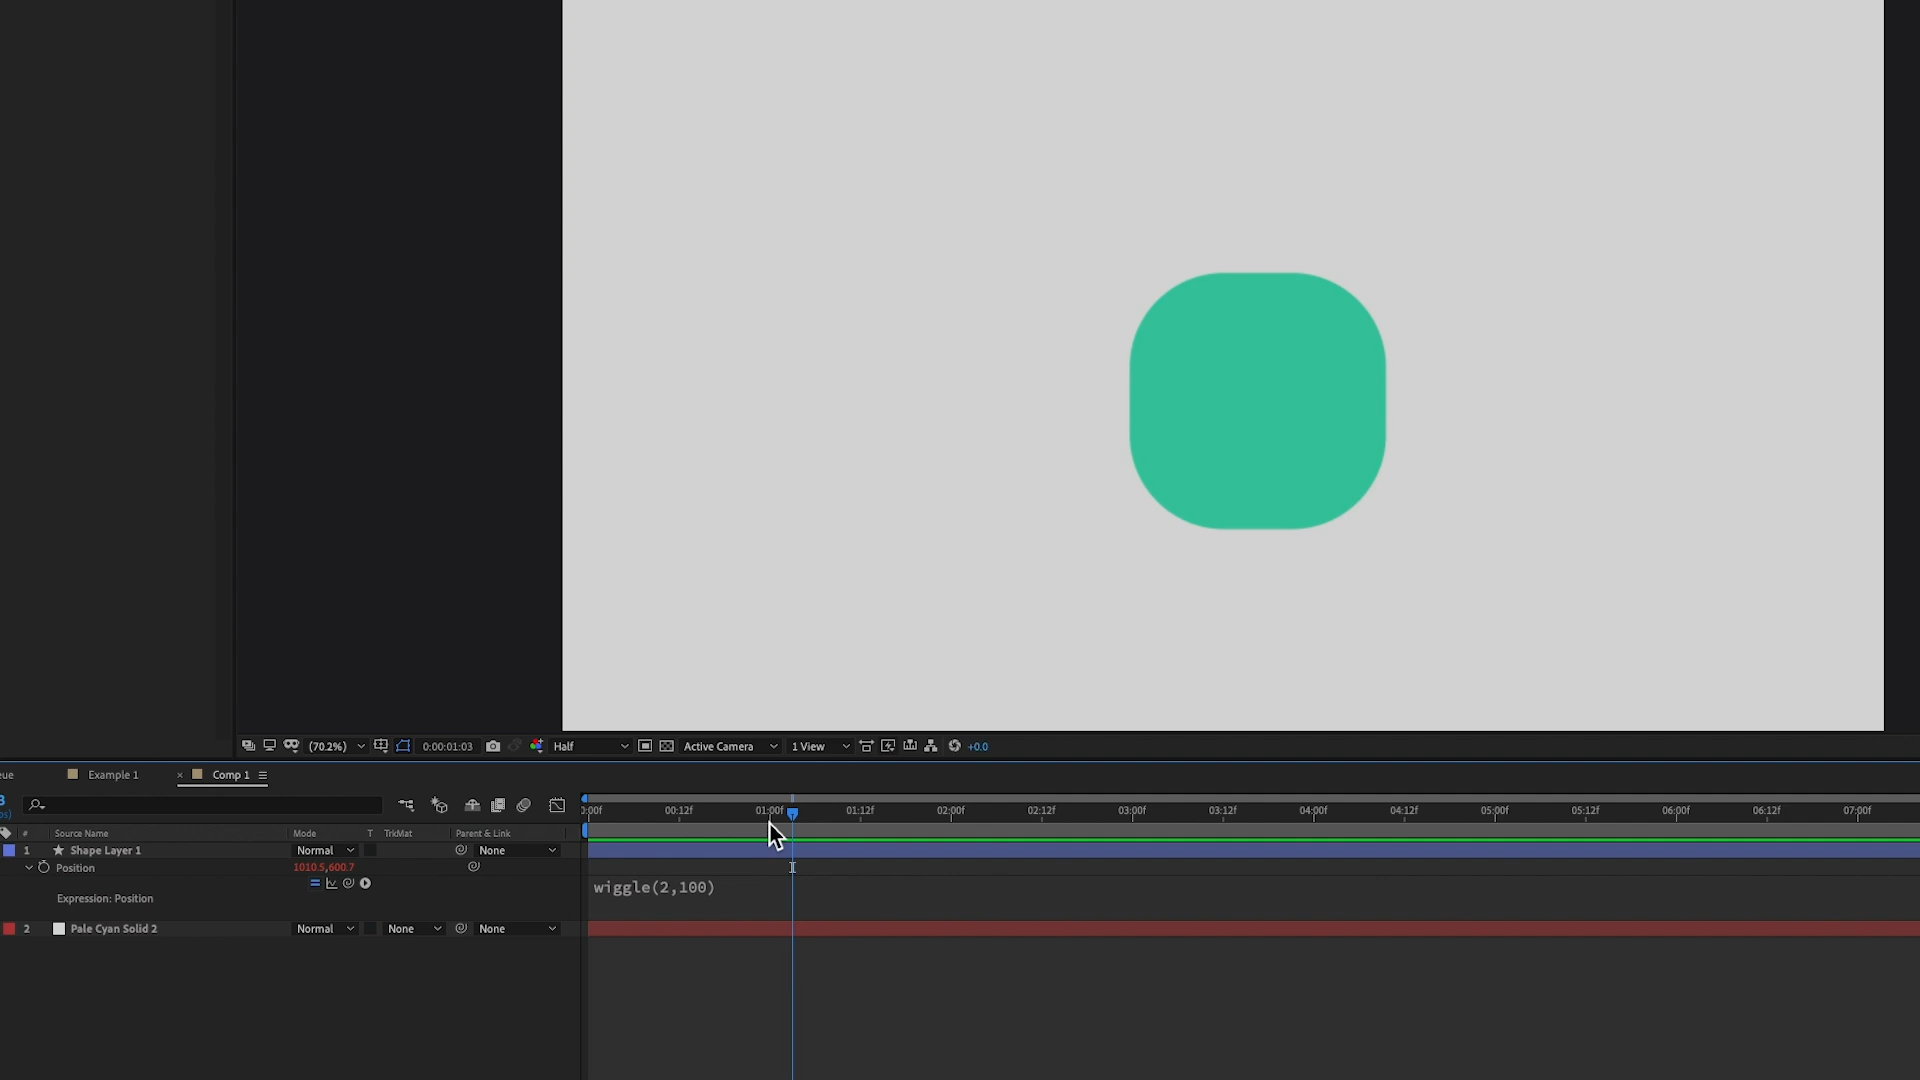 (70.2%) 0:00:01:03 Half Active Camera 1 View +0.0
Example 1 × Comp 1
00:12f 01:00f 01:12f 02:00f 02:12f 03:00f 03:12f 04:00f 04:12f 05:00f 05:12f 06:00f 06:12f 07:00f
# Source Name Mode T TrkMat Parent & Link
1 Shape Layer 1 Normal None
Position 1010.5,600.7
wiggle(2,100)
Expression: Position
2 Pale Cyan Solid 2 Normal None None